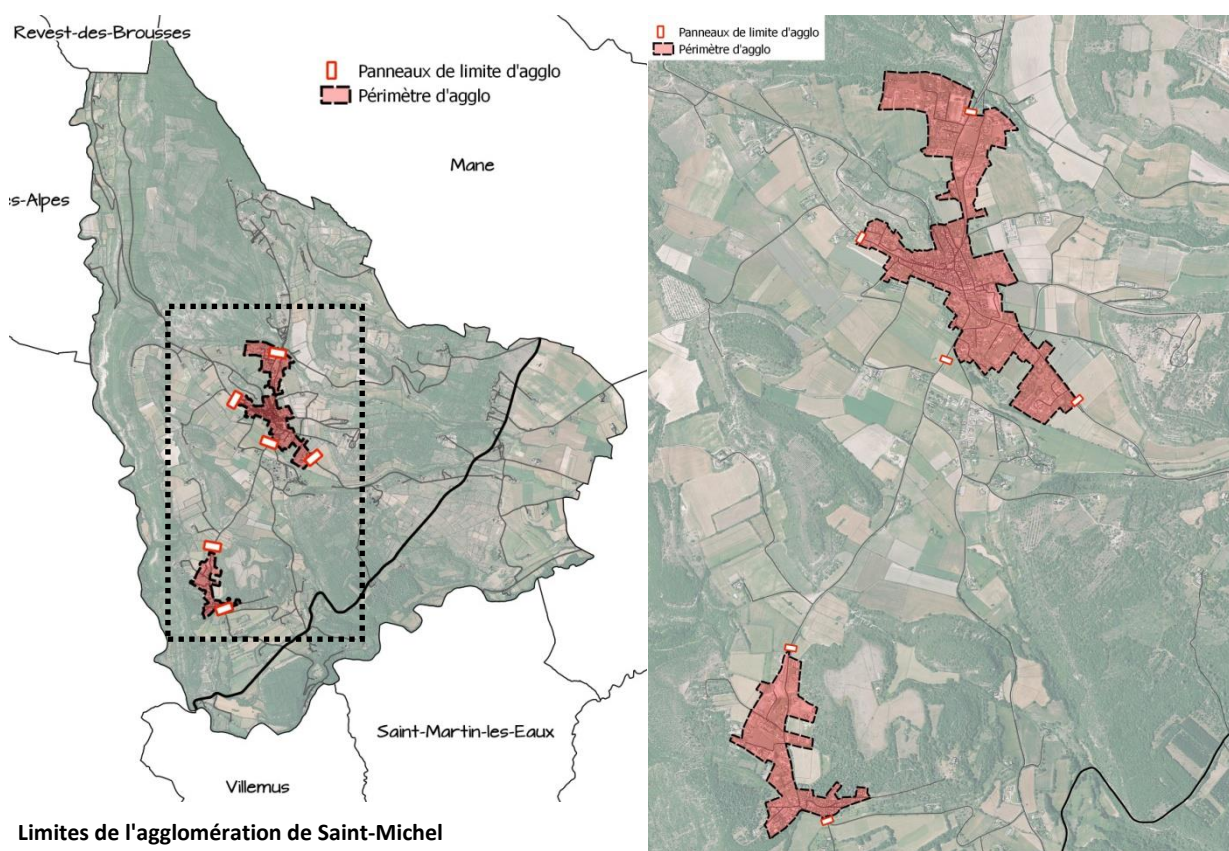 Revest-des-Brousses
Panneaux de limite d'agglo
Périmètre d'agglo
Mane
s-Alpes
Saint-Martin-les-Eaux
Villemus
Limites de l'agglomération de Saint-Michel
Panneaux de limite d'agglo
Périmètre d'agglo